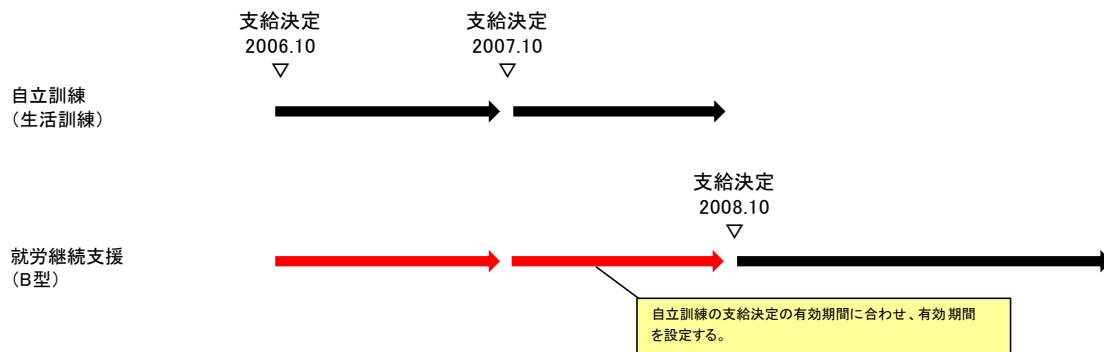 支給決定
2006.10
▽
支給決定
2007.10
▽
自立訓練
（生活訓練）
支給決定
2008.10
▽
就労継続支援
（B型）
自立訓練の支給決定の有効期間に合わせ、有効期間
を設定する。